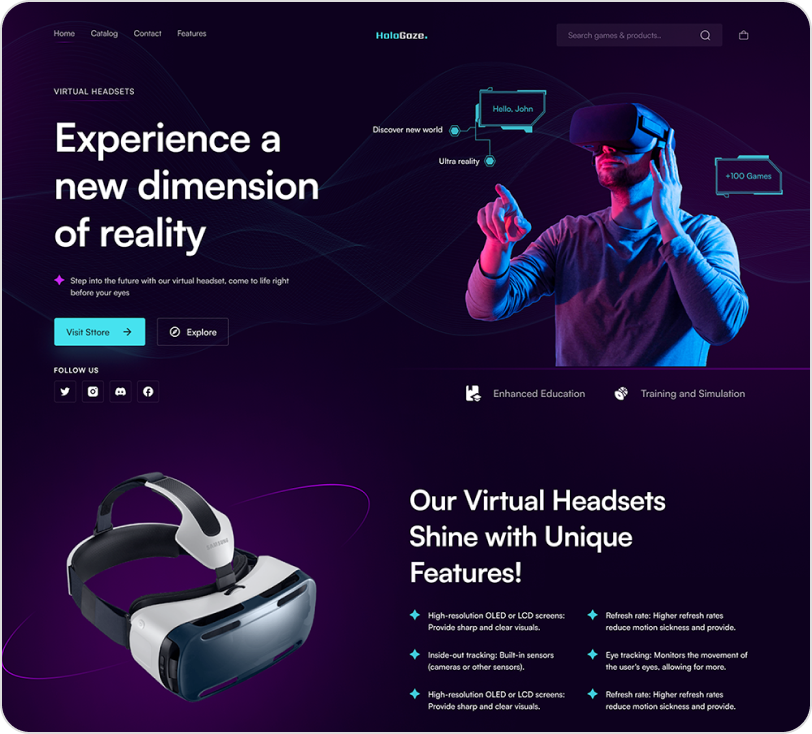 Home Catalog Contact Features
HoloGaze.
Search games & products..
VIRTUAL HEADSETS
Experience a
new dimension
of reality
Step into the future with our virtual headset, come to life right
before your eyes
Visit Sttore
Explore
FOLLOW US
Hello, John
Discover new world
Ultra reality
+100 Games
Enhanced Education
Training and Simulation
SAMSUNG
Our Virtual Headsets
Shine with Unique
Features!
High-resolution OLED or LCD screens:
Provide sharp and clear visuals.
Refresh rate: Higher refresh rates
reduce motion sickness and provide.
Inside-out tracking: Built-in sensors
(cameras or other sensors).
Eye tracking: Monitors the movement of
the user's eyes, allowing for more.
High-resolution OLED or LCD screens:
Provide sharp and clear visuals.
Refresh rate: Higher refresh rates
reduce motion sickness and provide.